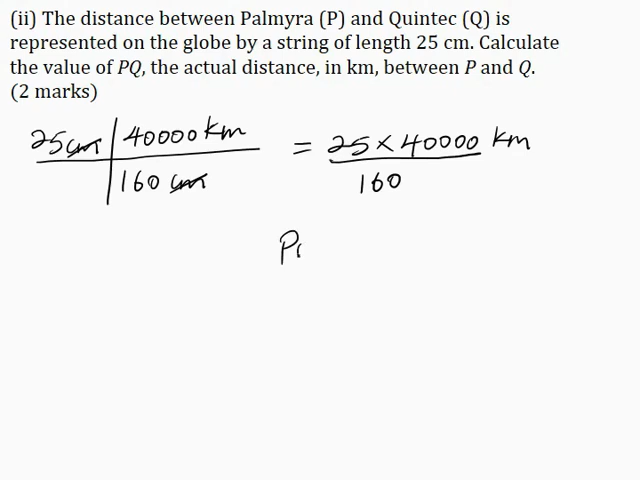 (ii) The distance between Palmyra (P) and Quintec (Q) is
represented on the globe by a string of length 25 cm. Calculate
the value of PQ, the actual distance, in km, between P and Q.
(2 marks)
25cm | 40000 km = 25 × 40000 km
160 cm 160
P